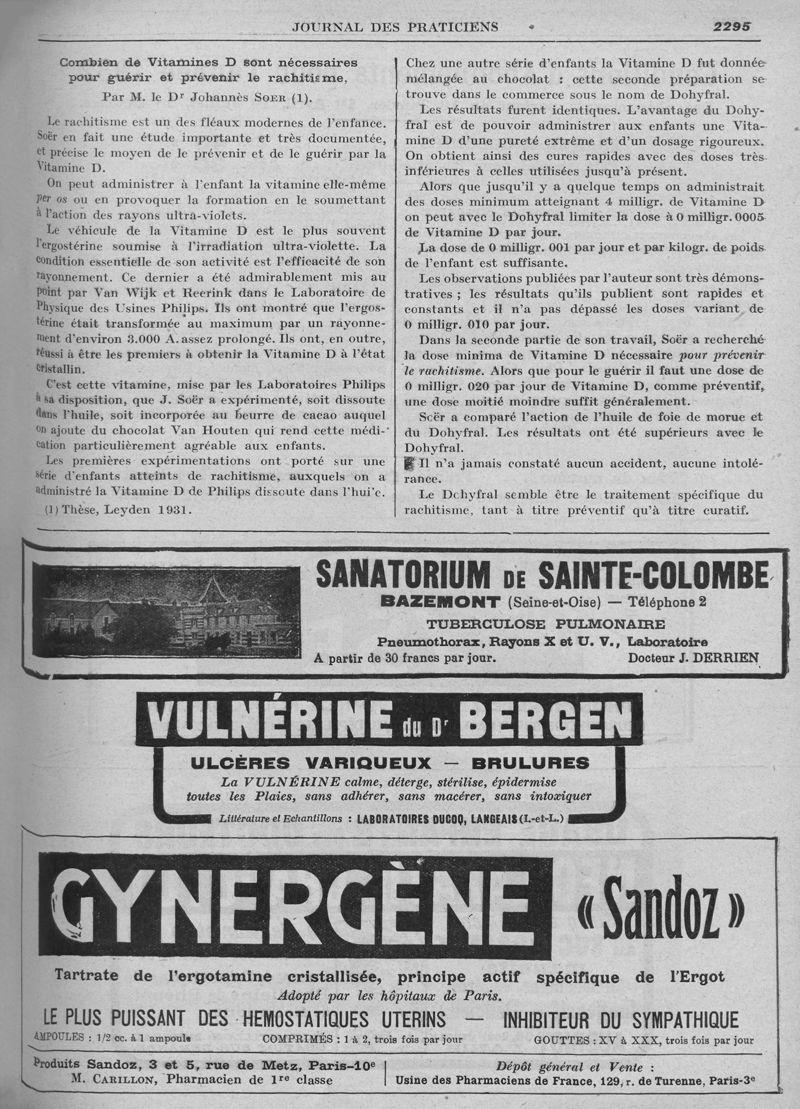 JOURNAL DES PRATICIENS
2295
Combien de Vitamines D sont nécessaires
pour guérir et prévenir le rachitisme,
Par M. le Dr Johannès SOER (1).
Le rachitisme est un des fléaux modernes de l'enfance.
Soër en fait une étude importante et très documentée,
et précise le moyen de le prévenir et de le guérir par la
Vitamine D.
On peut administrer à l'enfant la vitamine elle-même
per os ou en provoquer la formation en le soumettant
à l'action des rayons ultra-violets.
Le véhicule de la Vitamine D est le plus souvent
l'ergostérine soumise à l'irradiation ultra-violette. La
condition essentielle de son activité est l'efficacité de son
rayonnement. Ce dernier a été admirablement mis au
point par Van Wijk et Reerink dans le Laboratoire de
Physique des Usines Philips. Ils ont montré que l'ergos-
térine était transformée au maximum par un rayonne-
ment d'environ 3.000 A. assez prolongé. Ils ont, en outre,
réussi à être les premiers à obtenir la Vitamine D à l'état
cristallin.
C'est cette vitamine, mise par les Laboratoires Philips
à sa disposition, que J. Soër a expérimenté, soit dissoute
dans l'huile, soit incorporée au beurre de cacao auquel
on ajoute du chocolat Van Houten qui rend cette médi-
cation particulièrement agréable aux enfants.
Les premières expérimentations ont porté sur une
série d'enfants atteints de rachitisme, auxquels on a
administré la Vitamine D de Philips dissoute dans l'hui'e.
(1) Thèse, Leyden 1931.
Chez une autre série d'enfants la Vitamine D fut donnée
mélangée au chocolat : cette seconde préparation se
trouve dans le commerce sous le nom de Dohyfral.
Les résultats furent identiques. L'avantage du Dohy-
fral est de pouvoir administrer aux enfants une Vita-
mine D d'une pureté extrême et d'un dosage rigoureux.
On obtient ainsi des cures rapides avec des doses très
inférieures à celles utilisées jusqu'à présent.
Alors que jusqu'il y a quelque temps on administrait
des doses minimum atteignant 4 milligr. de Vitamine D
on peut avec le Dohyfral limiter la dose à 0 milligr. 0005
de Vitamine D par jour.
La dose de 0 milligr. 001 par jour et par kilogr. de poids
de l'enfant est suffisante.
Les observations publiées par l'auteur sont très démons-
tratives ; les résultats qu'ils publient sont rapides et
constants et il n'a pas dépassé les doses variant de
0 milligr. 010 par jour.
Dans la seconde partie de son travail, Soër a recherché
la dose minima de Vitamine D nécessaire pour prévenir
le rachitisme. Alors que pour le guérir il faut une dose de
0 milligr. 020 par jour de Vitamine D, comme préventif,
une dose moitié moindre suffit généralement.
Soër a comparé l'action de l'huile de foie de morue et
du Dohyfral. Les résultats ont été supérieurs avec le
Dohyfral.
Il n'a jamais constaté aucun accident, aucune intolé-
rance.
Le Dohyfral semble être le traitement spécifique du
rachitisme, tant à titre préventif qu'à titre curatif.
SANATORIUM DE SAINTE-COLOMBE
BAZEMONT (Seine-et-Oise) — Téléphone 2
TUBERCULOSE PULMONAIRE
Pneumothorax, Rayons X et U. V., Laboratoire
A partir de 30 francs par jour. Docteur J. DERRIEN
VULNÉRINE du Dr BERGEN
ULCÈRES VARIQUEUX — BRULURES
La VULNÉRINE calme, déterge, stérilise, épidermise
toutes les Plaies, sans adhérer, sans macérer, sans intoxiquer
Littérature et Echantillons : LABORATOIRES DUCOQ, LANGEAIS (I.-et-L.)
GYNERGÈNE « Sandoz »
Tartrate de l'ergotamine cristallisée, principe actif spécifique de l'Ergot
Adopté par les hôpitaux de Paris.
LE PLUS PUISSANT DES HEMOSTATIQUES UTERINS — INHIBITEUR DU SYMPATHIQUE
AMPOULES : 1/2 cc. à 1 ampoule COMPRIMÉS : 1 à 2, trois fois par jour GOUTTES : XV à XXX, trois fois par jour
Produits Sandoz, 3 et 5, rue de Metz, Paris-10e
M. CARILLON, Pharmacien de 1re classe
Dépôt général et Vente :
Usine des Pharmaciens de France, 129, r. de Turenne, Paris-3e